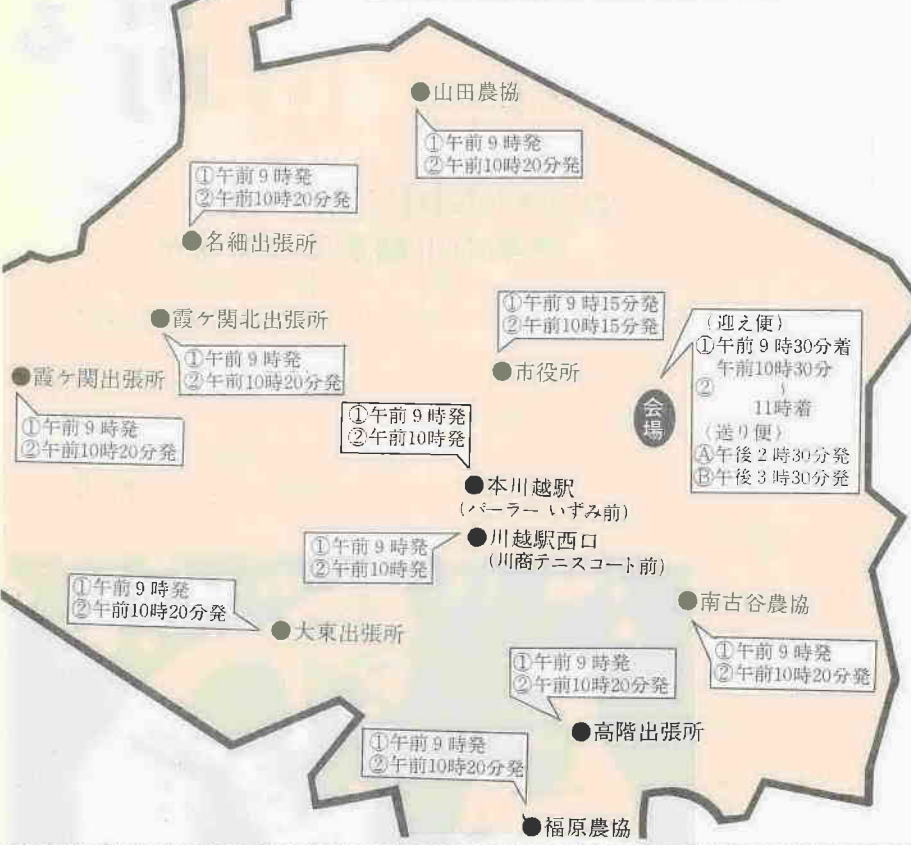 ●山田農協
①午前9時発
②午前10時20分発
①午前9時発
②午前10時20分発
●名細出張所
●霞ケ関北出張所
①午前9時発
②午前10時20分発
●霞ケ関出張所
①午前9時発
②午前10時20分発
①午前9時15分発
②午前10時15分発
●市役所
会場
(迎え便)
①午前9時30分着
午前10時30分
②〜
11時着
(送り便)
Ⓐ午後2時30分発
Ⓑ午後3時30分発
①午前9時発
②午前10時発
●本川越駅
(パーラー いずみ前)
①午前9時発
②午前10時発
●川越駅西口
(川商テニスコート前)
①午前9時発
②午前10時20分発
●大東出張所
●南古谷農協
①午前9時発
②午前10時20分発
①午前9時発
②午前10時20分発
●高階出張所
①午前9時発
②午前10時20分発
●福原農協